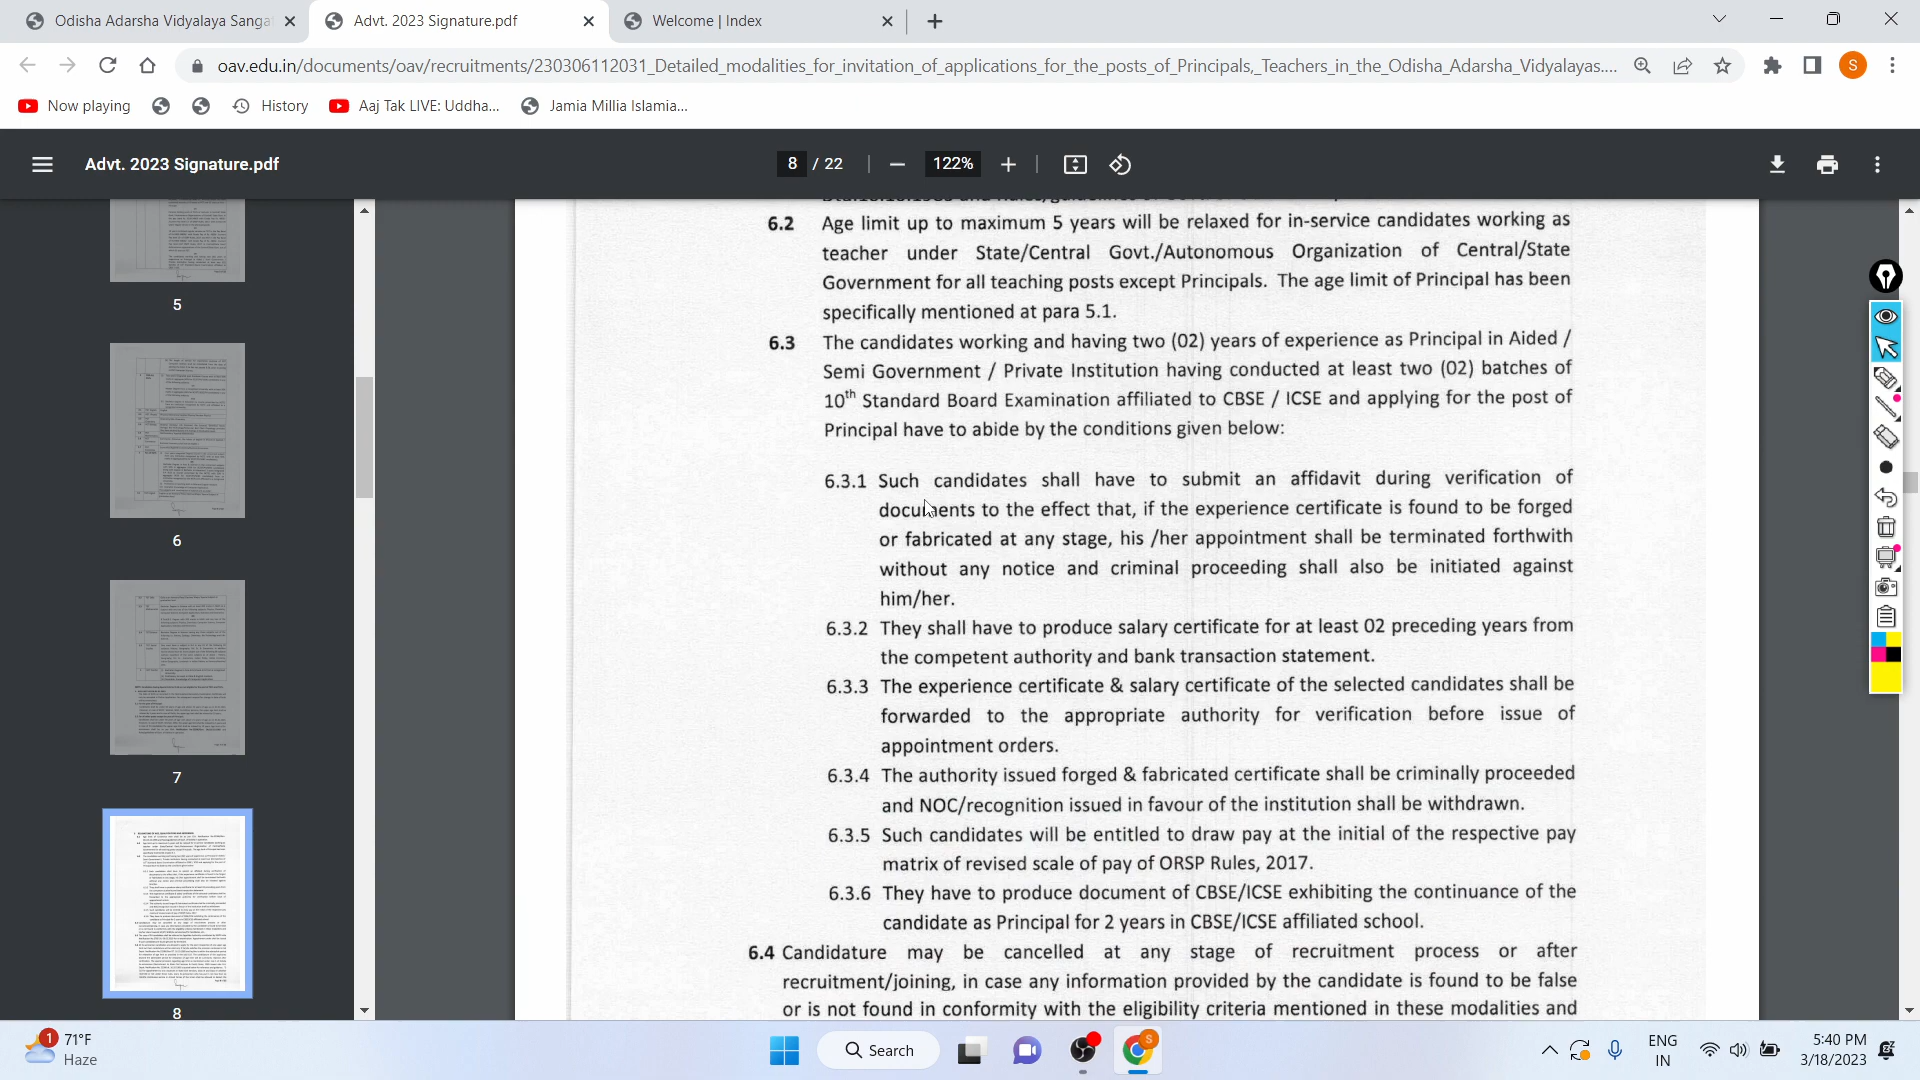 Odisha Adarsha Vidyalaya Sanga
Advt. 2023 Signature.pdf
Welcome | Index
oav.edu.in/documents/oav/recruitments/230306112031_Detailed_modalities_for_invitation_of_applications_for_the_posts_of_Principals,_Teachers_in_the_Odisha_Adarsha_Vidyalayas....
S
Now playing
History
Aaj Tak LIVE: Uddha...
Jamia Millia Islamia...
Advt. 2023 Signature.pdf
8 / 22
122%
5
6
7
8
6.2 Age limit up to maximum 5 years will be relaxed for in-service candidates working as
teacher under State/Central Govt./Autonomous Organization of Central/State
Government for all teaching posts except Principals. The age limit of Principal has been
specifically mentioned at para 5.1.
6.3 The candidates working and having two (02) years of experience as Principal in Aided /
Semi Government / Private Institution having conducted at least two (02) batches of
10th Standard Board Examination affiliated to CBSE / ICSE and applying for the post of
Principal have to abide by the conditions given below:
6.3.1 Such candidates shall have to submit an affidavit during verification of
documents to the effect that, if the experience certificate is found to be forged
or fabricated at any stage, his /her appointment shall be terminated forthwith
without any notice and criminal proceeding shall also be initiated against
him/her.
6.3.2 They shall have to produce salary certificate for at least 02 preceding years from
the competent authority and bank transaction statement.
6.3.3 The experience certificate & salary certificate of the selected candidates shall be
forwarded to the appropriate authority for verification before issue of
appointment orders.
6.3.4 The authority issued forged & fabricated certificate shall be criminally proceeded
and NOC/recognition issued in favour of the institution shall be withdrawn.
6.3.5 Such candidates will be entitled to draw pay at the initial of the respective pay
matrix of revised scale of pay of ORSP Rules, 2017.
6.3.6 They have to produce document of CBSE/ICSE exhibiting the continuance of the
candidate as Principal for 2 years in CBSE/ICSE affiliated school.
6.4 Candidature may be cancelled at any stage of recruitment process or after
recruitment/joining, in case any information provided by the candidate is found to be false
or is not found in conformity with the eligibility criteria mentioned in these modalities and
1
71°F
Haze
Search
S
ENG
IN
5:40 PM
3/18/2023